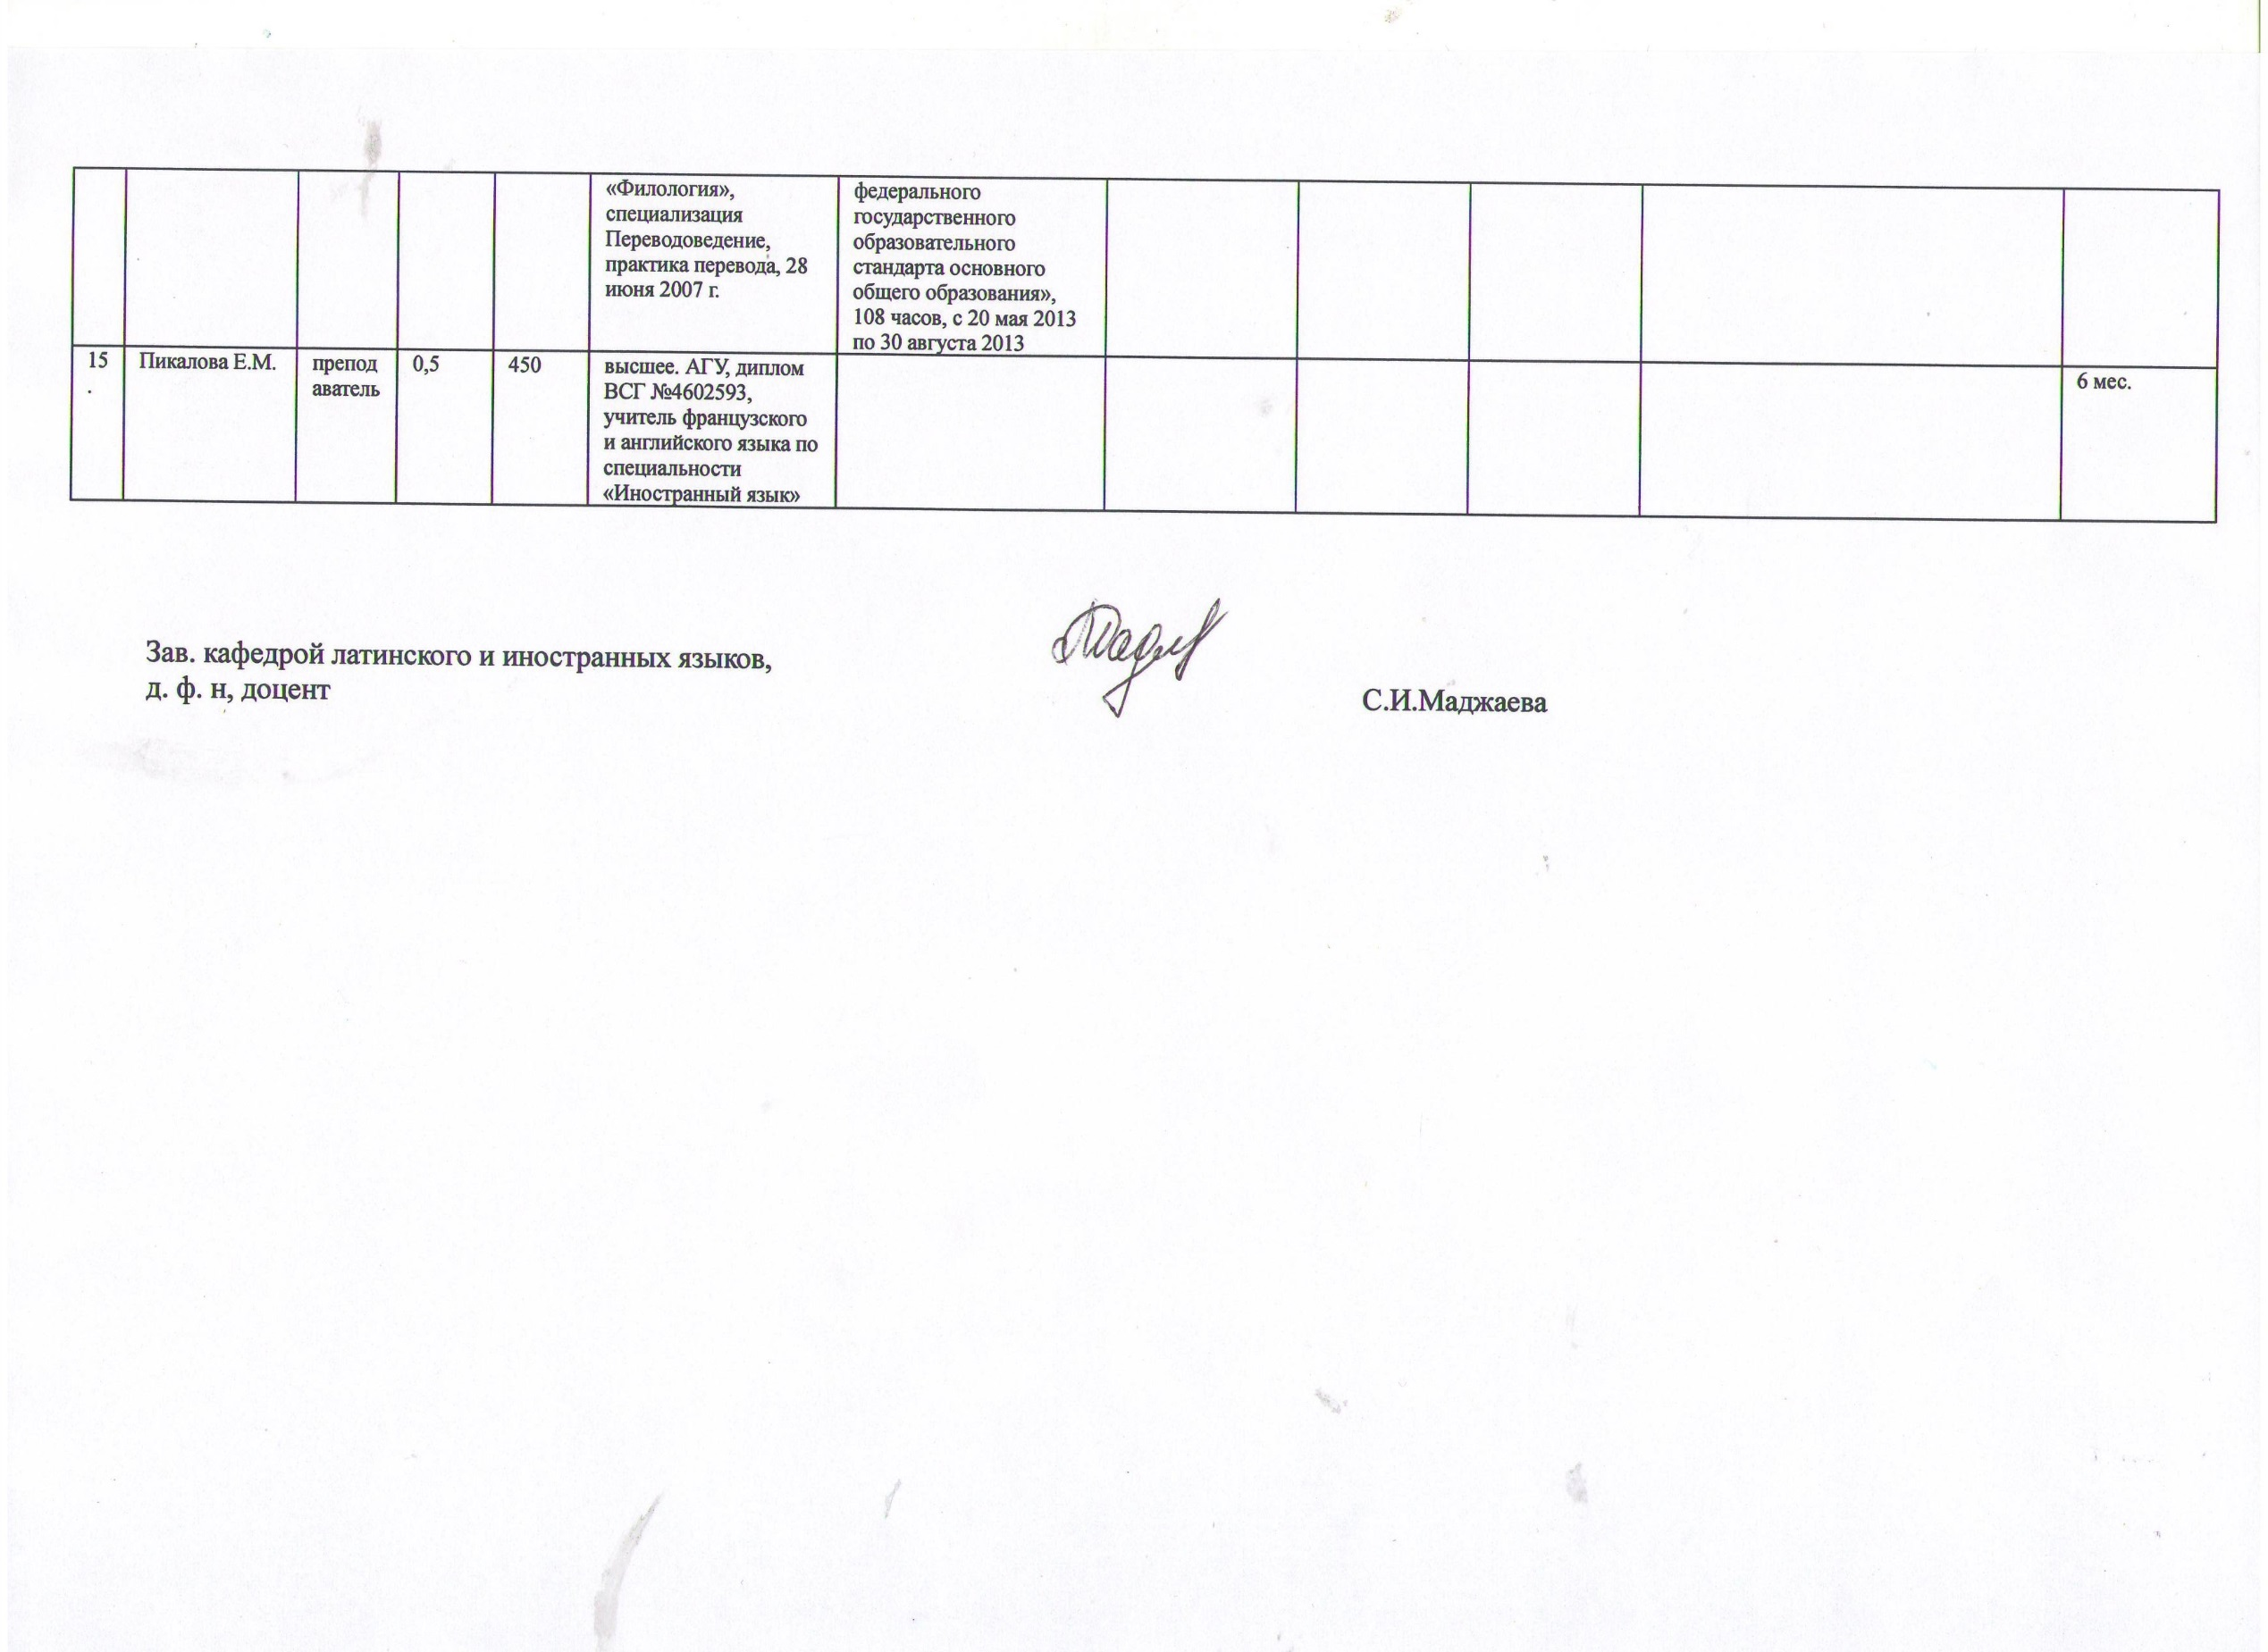 «Филология»,
специализация
Переводоведение,
практика перевода, 28
июня 2007 г.
федерального
государственного
образовательного
стандарта основного
общего образования»,
108 часов, с 20 мая 2013
по 30 августа 2013
15
.
Пикалова Е.М.
препод
аватель
0,5
450
высшее. АГУ, диплом
ВСГ №4602593,
учитель французского
и английского языка по
специальности
«Иностранный язык»
6 мес.
Зав. кафедрой латинского и иностранных языков,
д. ф. н, доцент
С.И.Маджаева